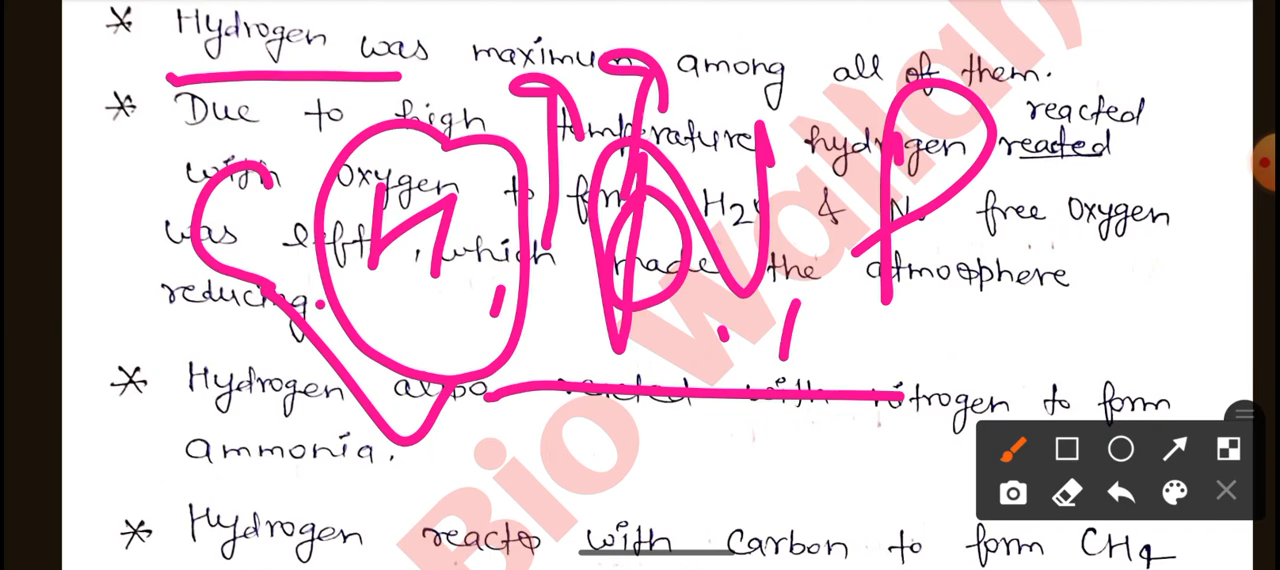 * Hydrogen was maximum among all of them.
* Due to high temperature hydrogen reacted reacted
with oxygen to form H2O & No free oxygen
was left, which made the atmosphere
reducing.
* Hydrogen also reacted with nitrogen to form
ammonia.
* Hydrogen reacts with carbon to form CH4
Bio Wallah